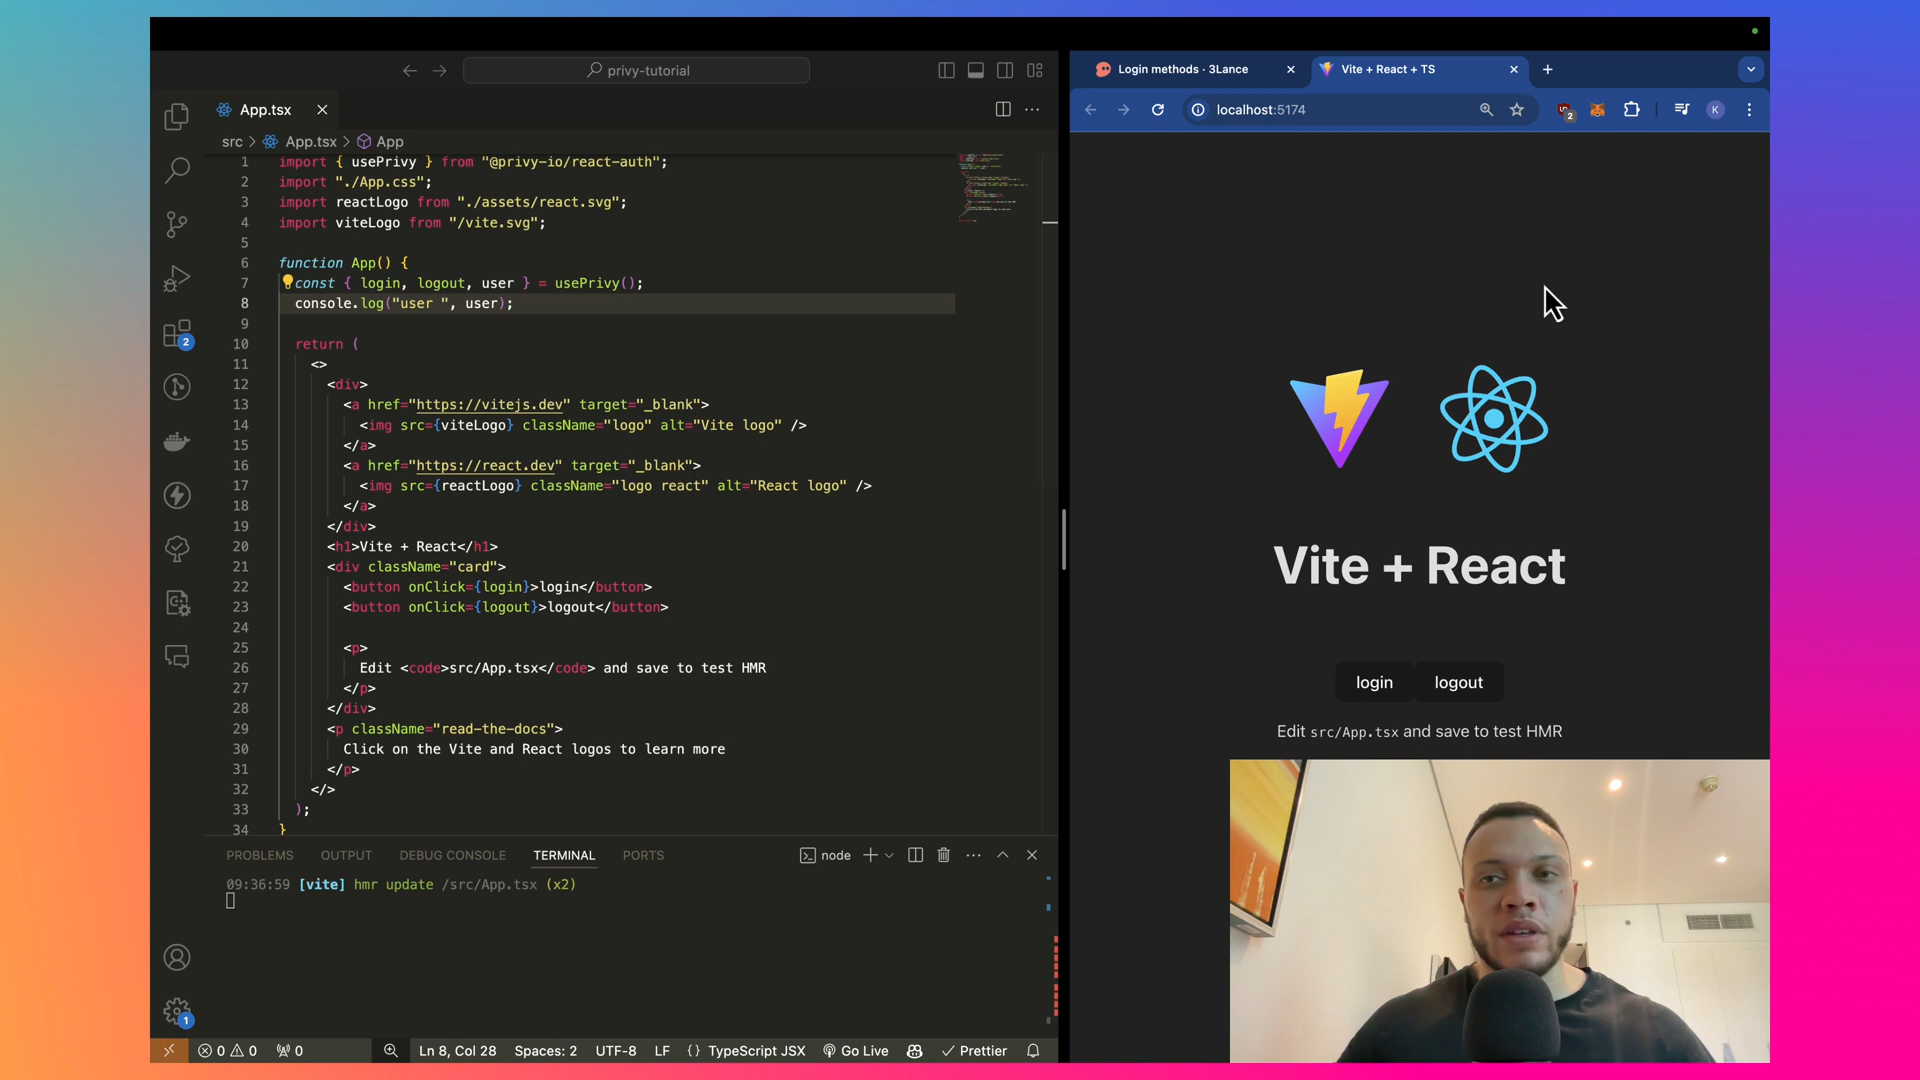 privy-tutorial
App.tsx
src > App.tsx > App
1 import { usePrivy } from "@privy-io/react-auth";
2 import "./App.css";
3 import reactLogo from "./assets/react.svg";
4 import viteLogo from "/vite.svg";
5
6 function App() {
7 const { login, logout, user } = usePrivy();
8 console.log("user ", user);
9
10 return (
11 <>
12 <div>
13 <a href="https://vitejs.dev" target="_blank">
14 <img src={viteLogo} className="logo" alt="Vite logo" />
15 </a>
16 <a href="https://react.dev" target="_blank">
17 <img src={reactLogo} className="logo react" alt="React logo" />
18 </a>
19 </div>
20 <h1>Vite + React</h1>
21 <div className="card">
22 <button onClick={login}>login</button>
23 <button onClick={logout}>logout</button>
24
25 <p>
26 Edit <code>src/App.tsx</code> and save to test HMR
27 </p>
28 </div>
29 <p className="read-the-docs">
30 Click on the Vite and React logos to learn more
31 </p>
32 </>
33 );
34 }
2
1
PROBLEMS OUTPUT DEBUG CONSOLE TERMINAL PORTS node
09:36:59 [vite] hmr update /src/App.tsx (x2)
0 0 0 Ln 8, Col 28 Spaces: 2 UTF-8 LF {} TypeScript JSX Go Live Prettier
Login methods · 3Lance Vite + React + TS
localhost:5174 2 K
Vite + React
login logout
Edit src/App.tsx and save to test HMR